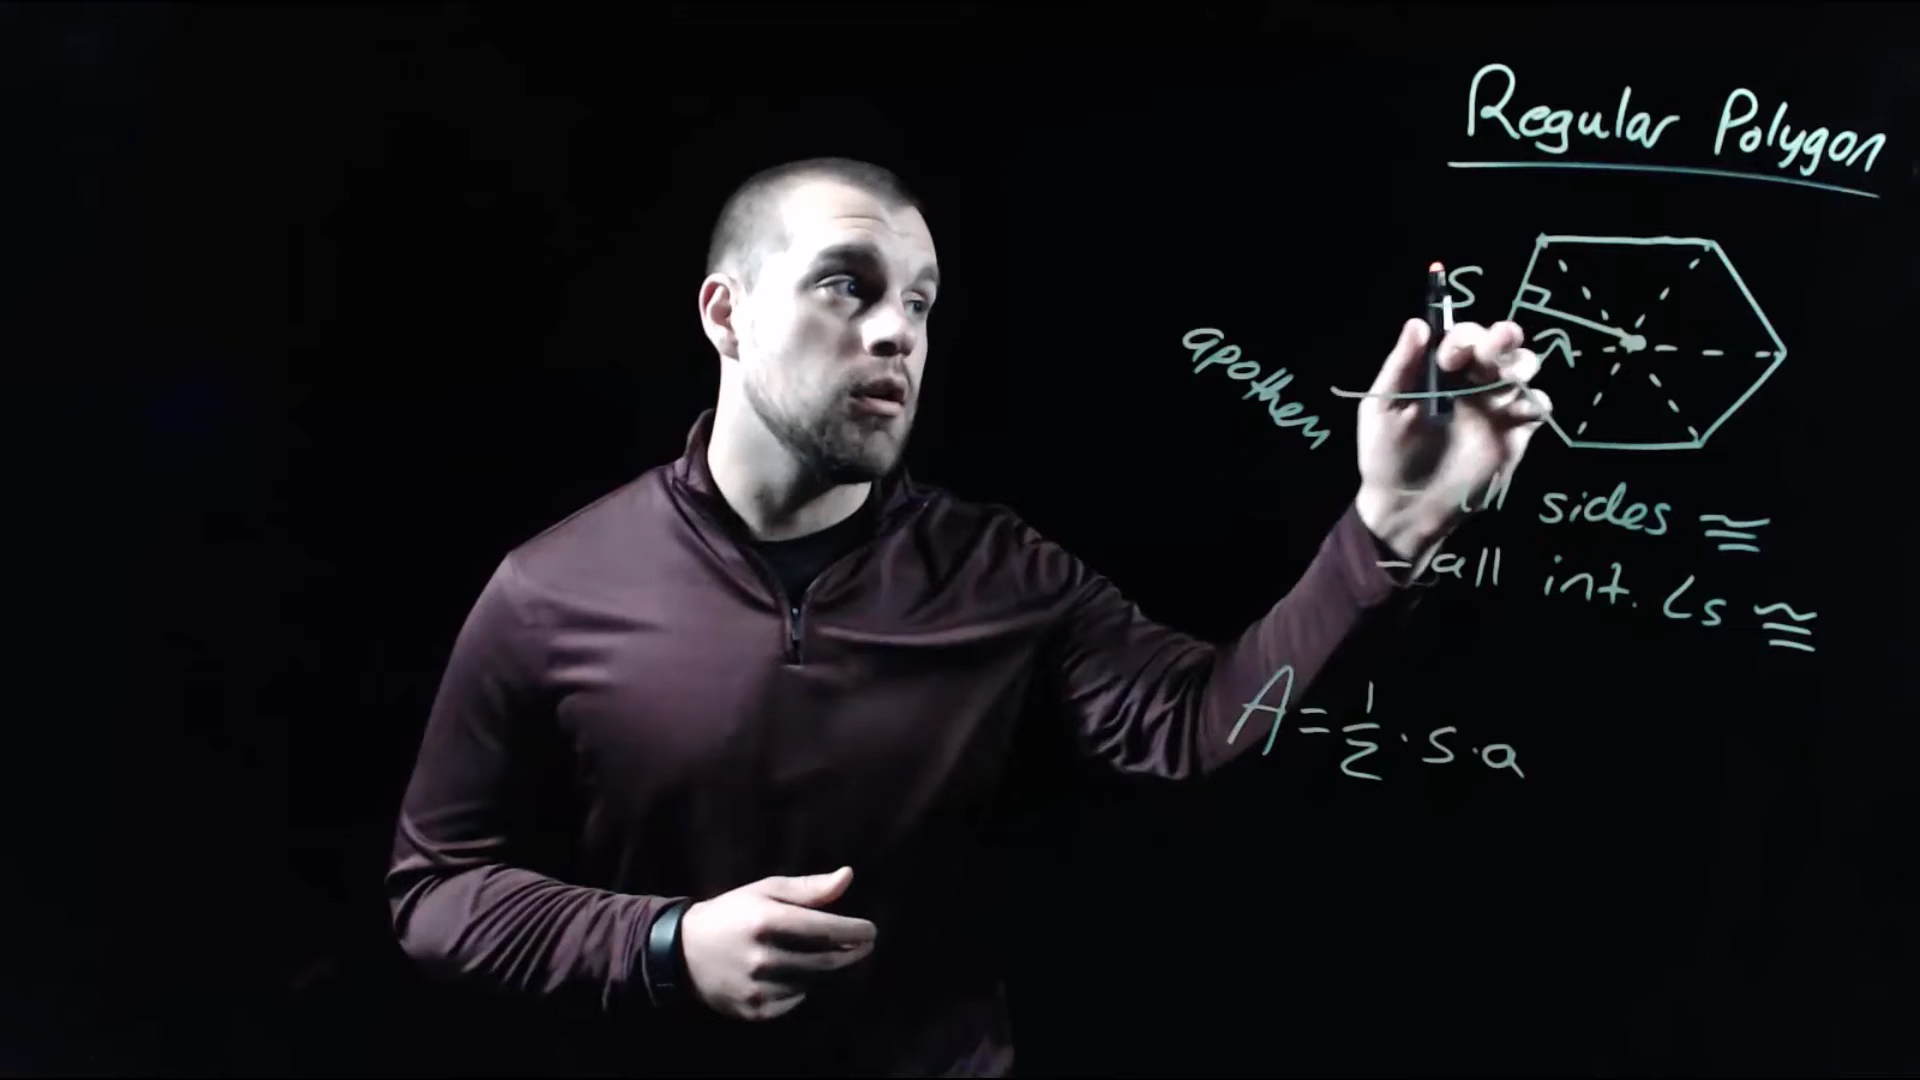 Regular Polygon
S
apothem
all sides ≅
- all int. ∠s ≅
A = 1/2 · s · a